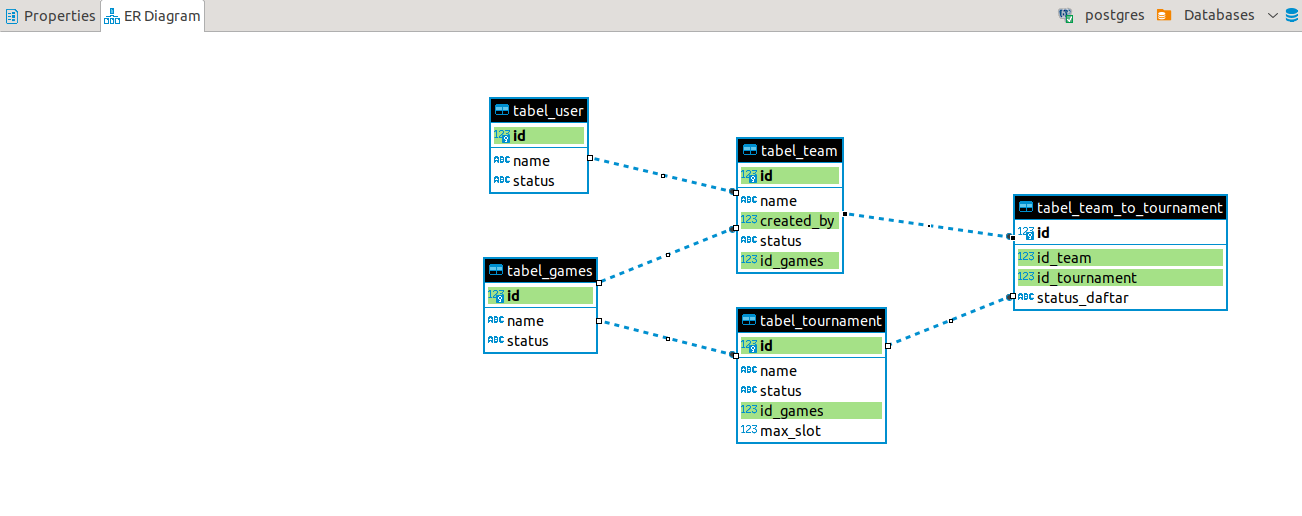 Properties
ER Diagram
postgres
Databases
tabel_user
123 id
ABC name
ABC status
tabel_team
123 id
ABC name
123 created_by
ABC status
123 id_games
tabel_team_to_tournament
123 id
123 id_team
123 id_tournament
ABC status_daftar
tabel_games
123 id
ABC name
ABC status
tabel_tournament
123 id
ABC name
ABC status
123 id_games
123 max_slot